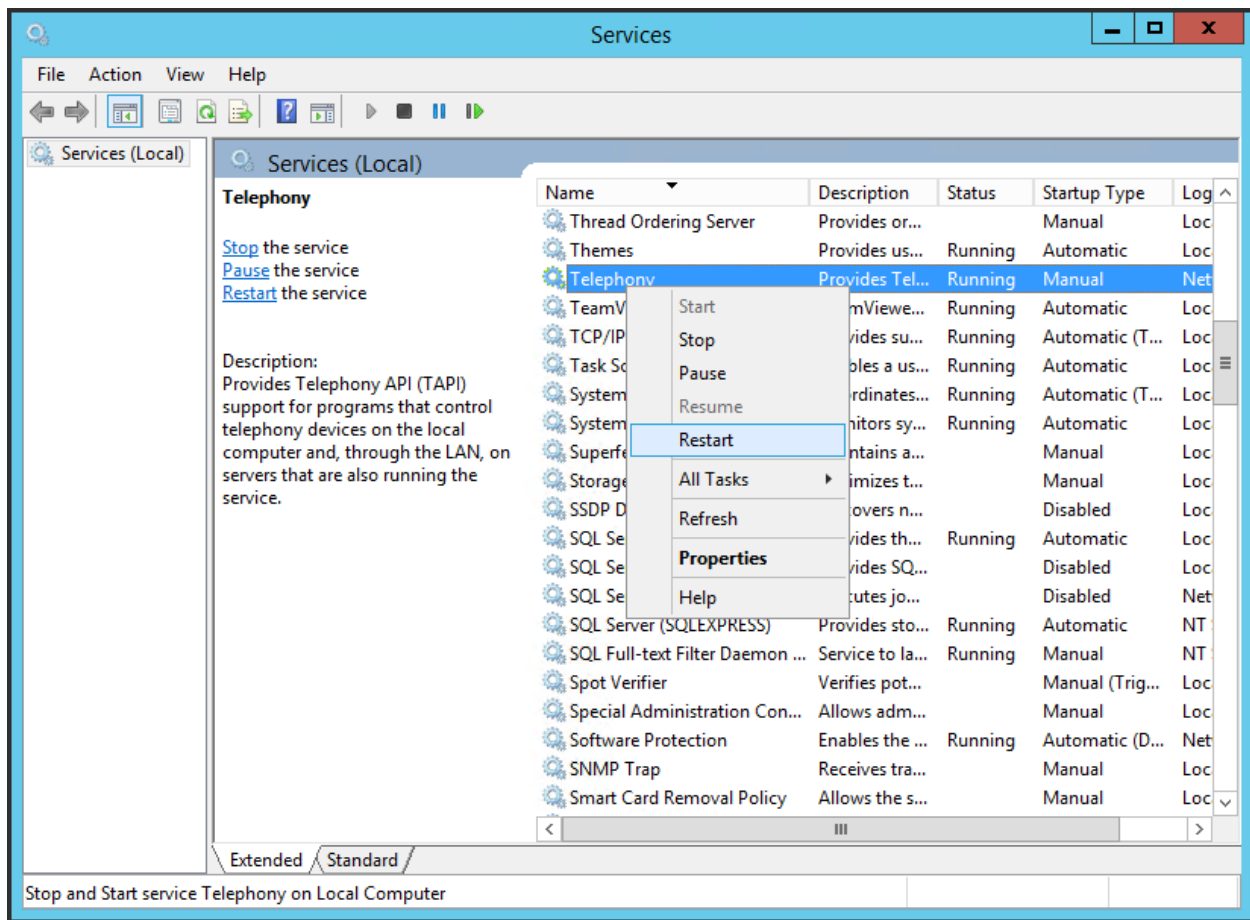 Services
File Action View Help
Services (Local)
Services (Local)
Telephony
Stop the service
Pause the service
Restart the service
Description:
Provides Telephony API (TAPI)
support for programs that control
telephony devices on the local
computer and, through the LAN, on
servers that are also running the
service.
Name Description Status Startup Type Log
Thread Ordering Server Provides or... Manual Loc
Themes Provides us... Running Automatic Loc
Telephony Provides Tel... Running Manual Net
TeamV mViewe... Running Automatic Loc
TCP/IP vides su... Running Automatic (T... Loc
Task Sc bles a us... Running Automatic Loc
System rdinates... Running Automatic (T... Loc
System nitors sy... Running Automatic Loc
Superfe ntains a... Manual Loc
Storage imizes t... Manual Loc
SSDP D covers n... Disabled Loc
SQL Se vides th... Running Automatic Loc
SQL Se vides SQ... Disabled Loc
SQL Se cutes jo... Disabled Net
SQL Server (SQLEXPRESS) Provides sto... Running Automatic NT
SQL Full-text Filter Daemon ... Service to la... Running Manual NT
Spot Verifier Verifies pot... Manual (Trig... Loc
Special Administration Con... Allows adm... Manual Loc
Software Protection Enables the ... Running Automatic (D... Net
SNMP Trap Receives tra... Manual Loc
Smart Card Removal Policy Allows the s... Manual Loc
Start
Stop
Pause
Resume
Restart
All Tasks
Refresh
Properties
Help
Extended Standard
Stop and Start service Telephony on Local Computer